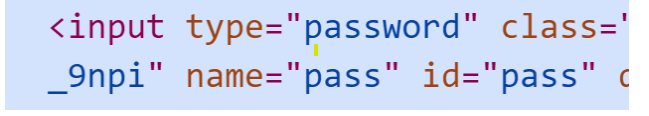 <input type="password" class="
_9npi" name="pass" id="pass"